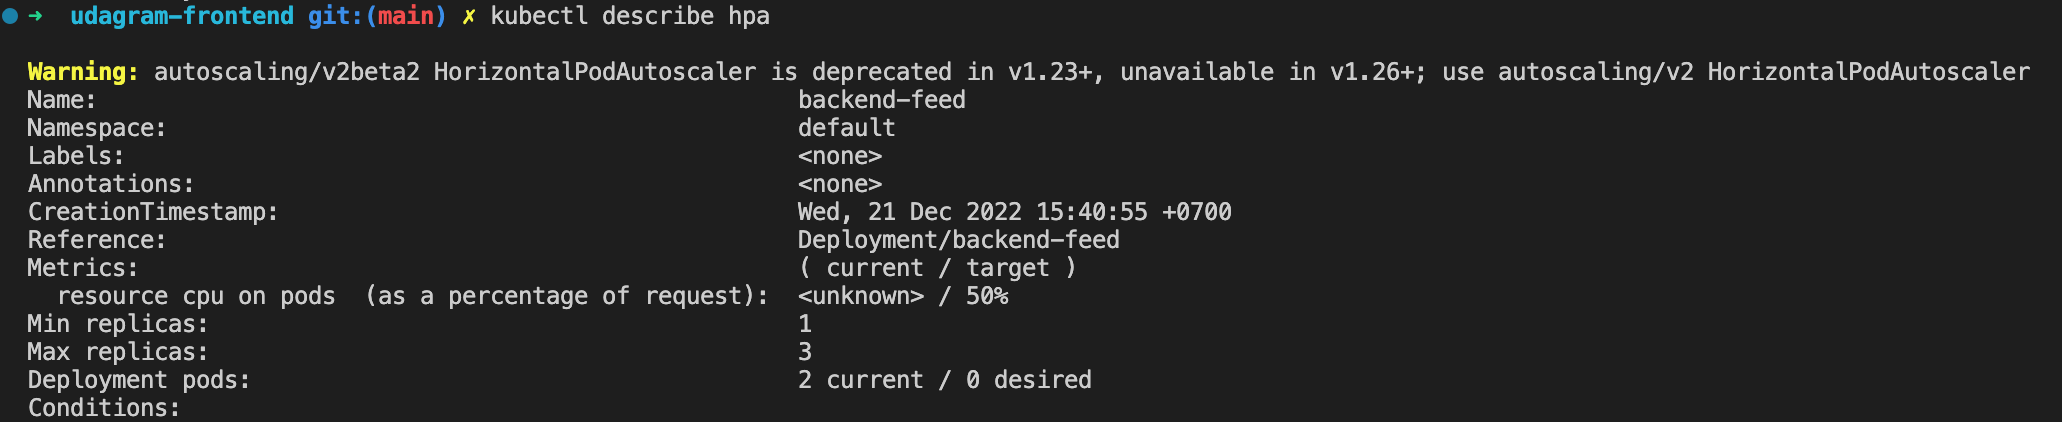 ➜ udagram-frontend git:(main) ✗ kubectl describe hpa
Warning: autoscaling/v2beta2 HorizontalPodAutoscaler is deprecated in v1.23+, unavailable in v1.26+; use autoscaling/v2 HorizontalPodAutoscaler
Name: backend-feed
Namespace: default
Labels: <none>
Annotations: <none>
CreationTimestamp: Wed, 21 Dec 2022 15:40:55 +0700
Reference: Deployment/backend-feed
Metrics: ( current / target )
resource cpu on pods (as a percentage of request): <unknown> / 50%
Min replicas: 1
Max replicas: 3
Deployment pods: 2 current / 0 desired
Conditions: